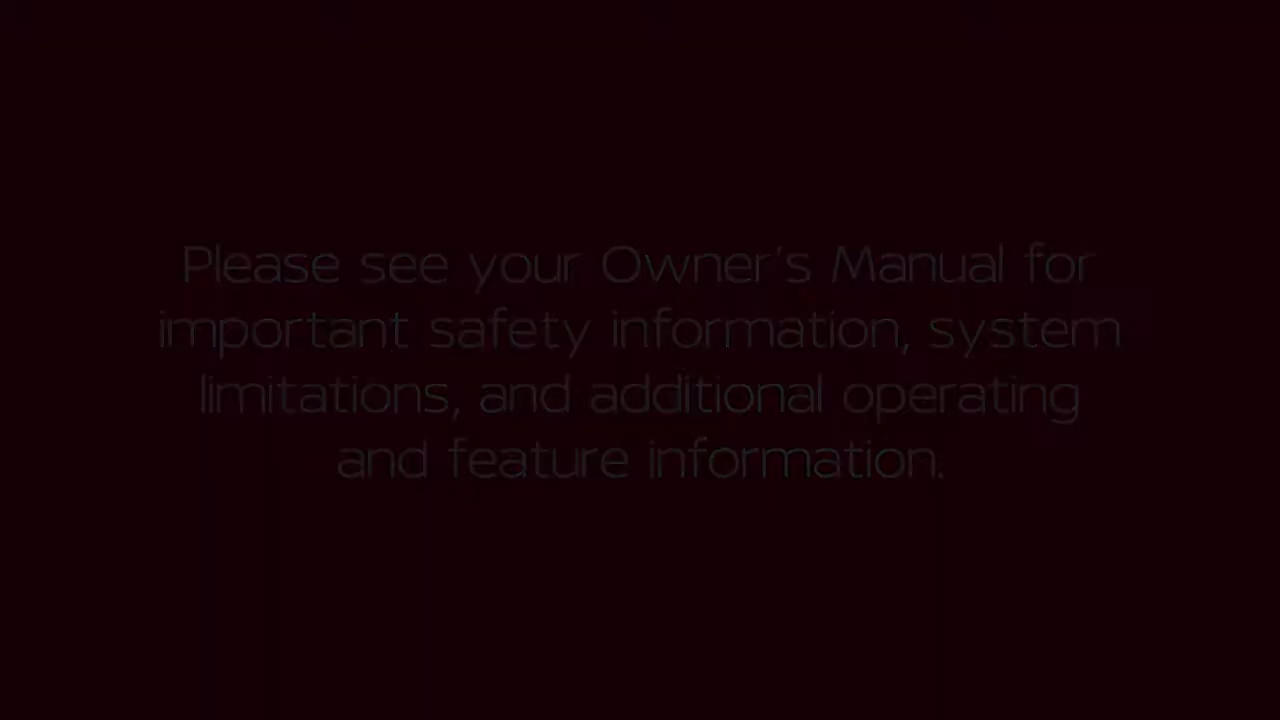 Please see your Owner's Manual for
important safety information, system
limitations, and additional operating
and feature information.